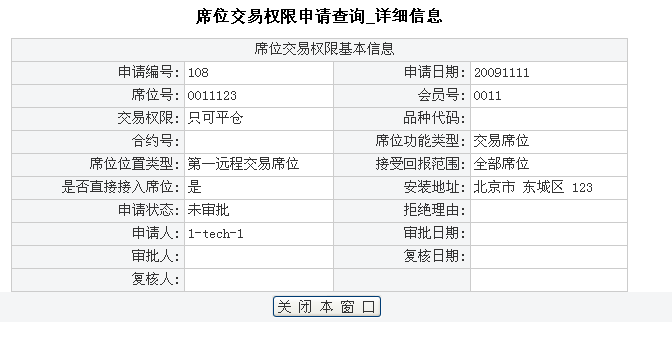 席位交易权限申请查询_详细信息
席位交易权限基本信息
申请编号: 108 申请日期: 20091111
席位号: 0011123 会员号: 0011
交易权限: 只可平仓 品种代码:
合约号: 席位功能类型: 交易席位
席位位置类型: 第一远程交易席位 接受回报范围: 全部席位
是否直接接入席位: 是 安装地址: 北京市 东城区 123
申请状态: 未审批 拒绝理由:
申请人: 1-tech-1 审批日期:
审批人: 复核日期:
复核人:
关 闭 本 窗 口